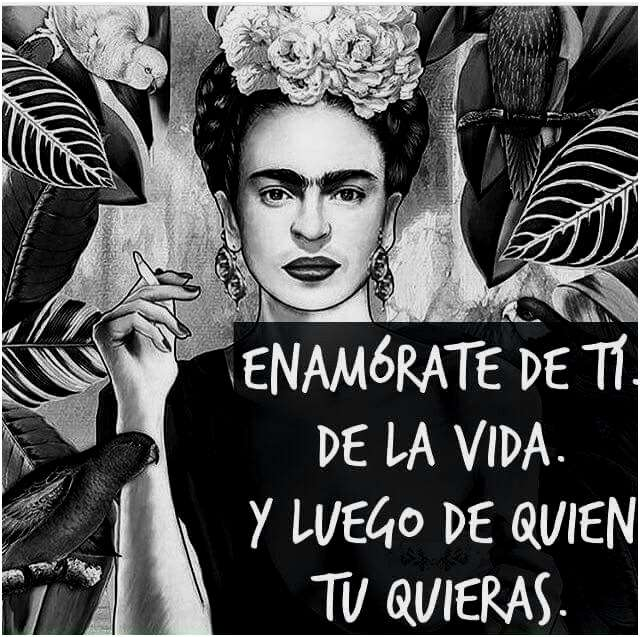 ENAMÓRATE DE TÍ.
DE LA VIDA.
Y LUEGO DE QUIEN
TU QUIERAS.